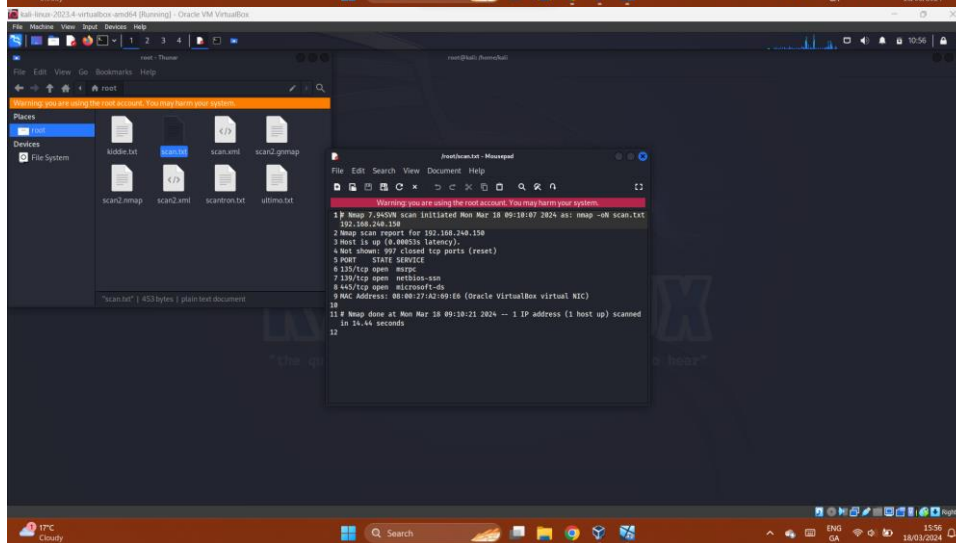 Cloudy
kali-linux-2023.4-virtualbox-amd64 [Running] - Oracle VM VirtualBox
File Machine View Input Devices Help
1 2 3 4
10:56
root - Thunar
root@kali: /home/kali
File Edit View Go Bookmarks Help
root
Warning: you are using the root account. You may harm your system.
Places
root
Devices
File System
kiddie.txt scan.txt scan.xml scan2.gnmap
scan2.nmap scan2.xml scantron.txt ultimo.txt
"scan.txt" | 453 bytes | plain text document
/root/scan.txt - Mousepad
File Edit Search View Document Help
Warning: you are using the root account. You may harm your system.
1 # Nmap 7.94SVN scan initiated Mon Mar 18 09:10:07 2024 as: nmap -oN scan.txt
192.168.240.150
2 Nmap scan report for 192.168.240.150
3 Host is up (0.00053s latency).
4 Not shown: 997 closed tcp ports (reset)
5 PORT STATE SERVICE
6 135/tcp open msrpc
7 139/tcp open netbios-ssn
8 445/tcp open microsoft-ds
9 MAC Address: 08:00:27:A2:69:E6 (Oracle VirtualBox virtual NIC)
10
11 # Nmap done at Mon Mar 18 09:10:21 2024 -- 1 IP address (1 host up) scanned
in 14.44 seconds
12
"the qu
hear"
Right
17°C
Cloudy
Search
ENG
GA
15:56
18/03/2024